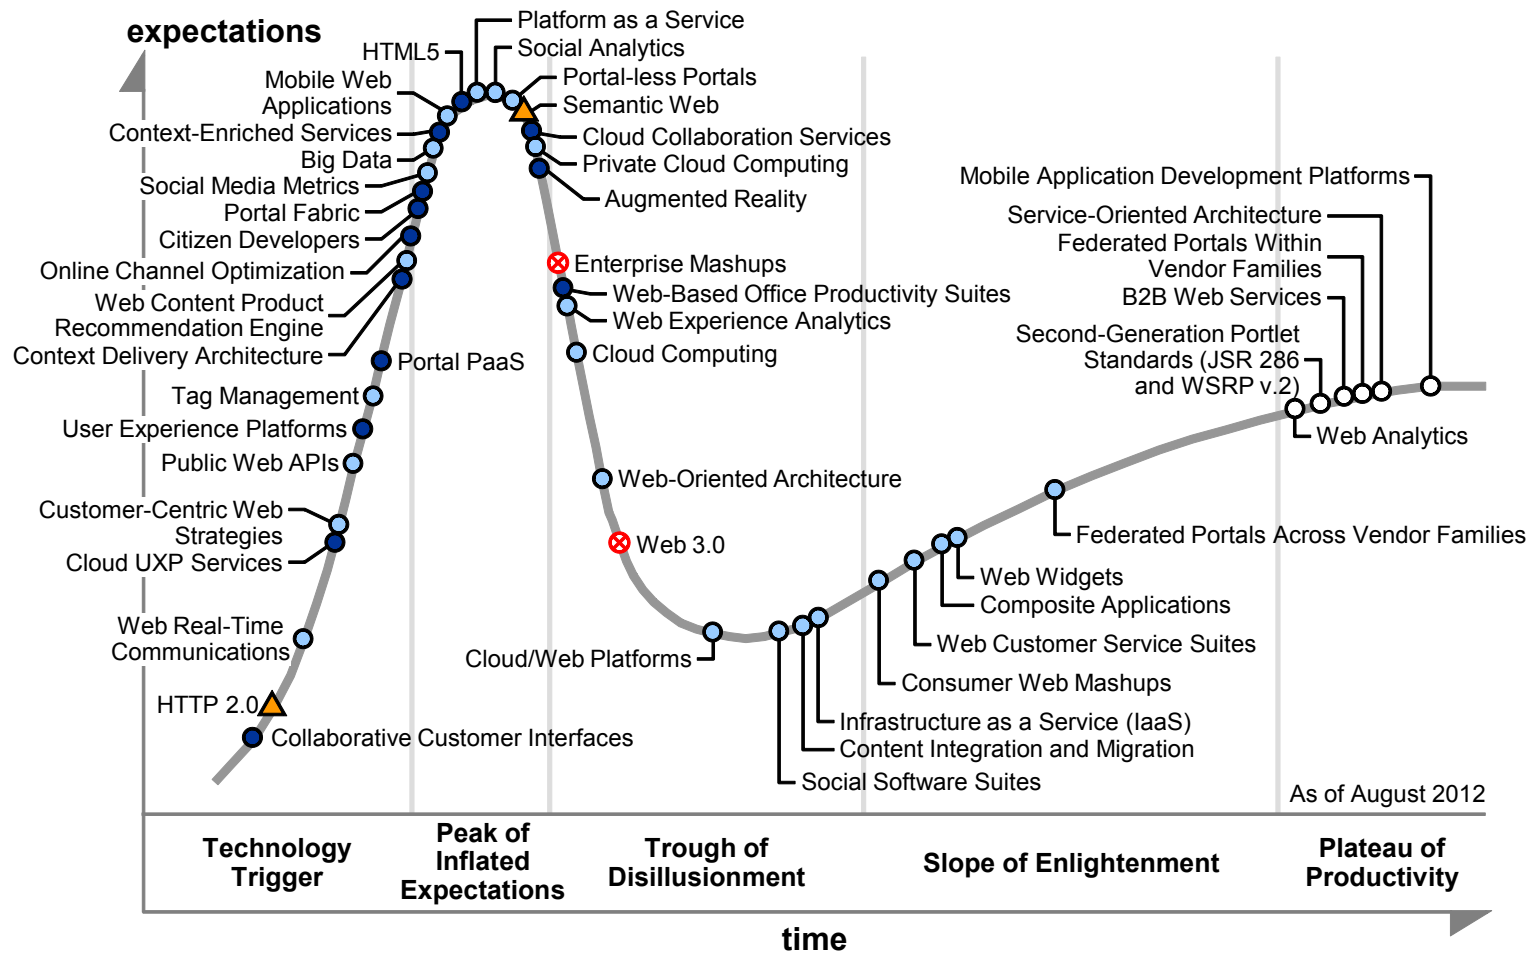 expectations
Platform as a Service
HTML5
Social Analytics
Mobile Web
Applications
Portal-less Portals
Semantic Web
Context-Enriched Services
Cloud Collaboration Services
Big Data
Private Cloud Computing
Social Media Metrics
Augmented Reality
Portal Fabric
Citizen Developers
Online Channel Optimization
Web Content Product
Recommendation Engine
Context Delivery Architecture
Portal PaaS
Tag Management
User Experience Platforms
Public Web APIs
Customer-Centric Web
Strategies
Cloud UXP Services
Web Real-Time
Communications
HTTP 2.0
Collaborative Customer Interfaces
Enterprise Mashups
Web-Based Office Productivity Suites
Web Experience Analytics
Cloud Computing
Web-Oriented Architecture
Web 3.0
Cloud/Web Platforms
Mobile Application Development Platforms
Service-Oriented Architecture
Federated Portals Within
Vendor Families
B2B Web Services
Second-Generation Portlet
Standards (JSR 286
and WSRP v.2)
Web Analytics
Federated Portals Across Vendor Families
Web Widgets
Composite Applications
Web Customer Service Suites
Consumer Web Mashups
Infrastructure as a Service (IaaS)
Content Integration and Migration
Social Software Suites
As of August 2012
Technology
Trigger
Peak of
Inflated
Expectations
Trough of
Disillusionment
Slope of Enlightenment
Plateau of
Productivity
time